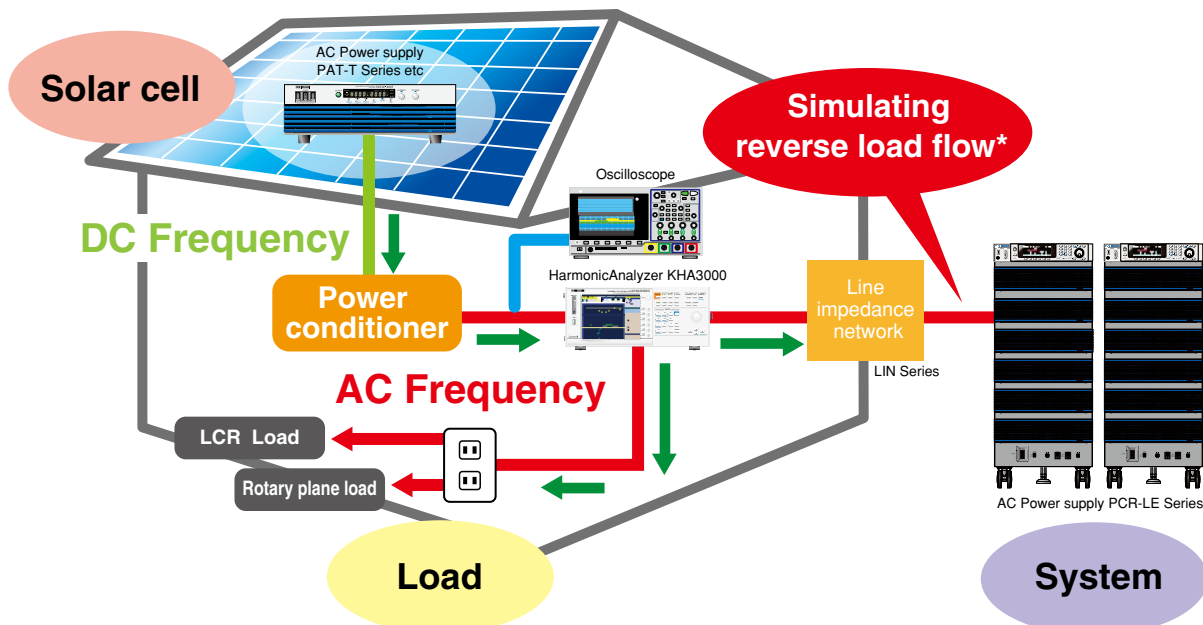 AC Power supply
PAT-T Series etc
Solar cell
Simulating
reverse load flow*
Oscilloscope
DC Frequency
HarmonicAnalyzer KHA3000
Power
conditioner
Line
impedance
network
LIN Series
AC Frequency
LCR Load
Rotary plane load
AC Power supply PCR-LE Series
Load
System